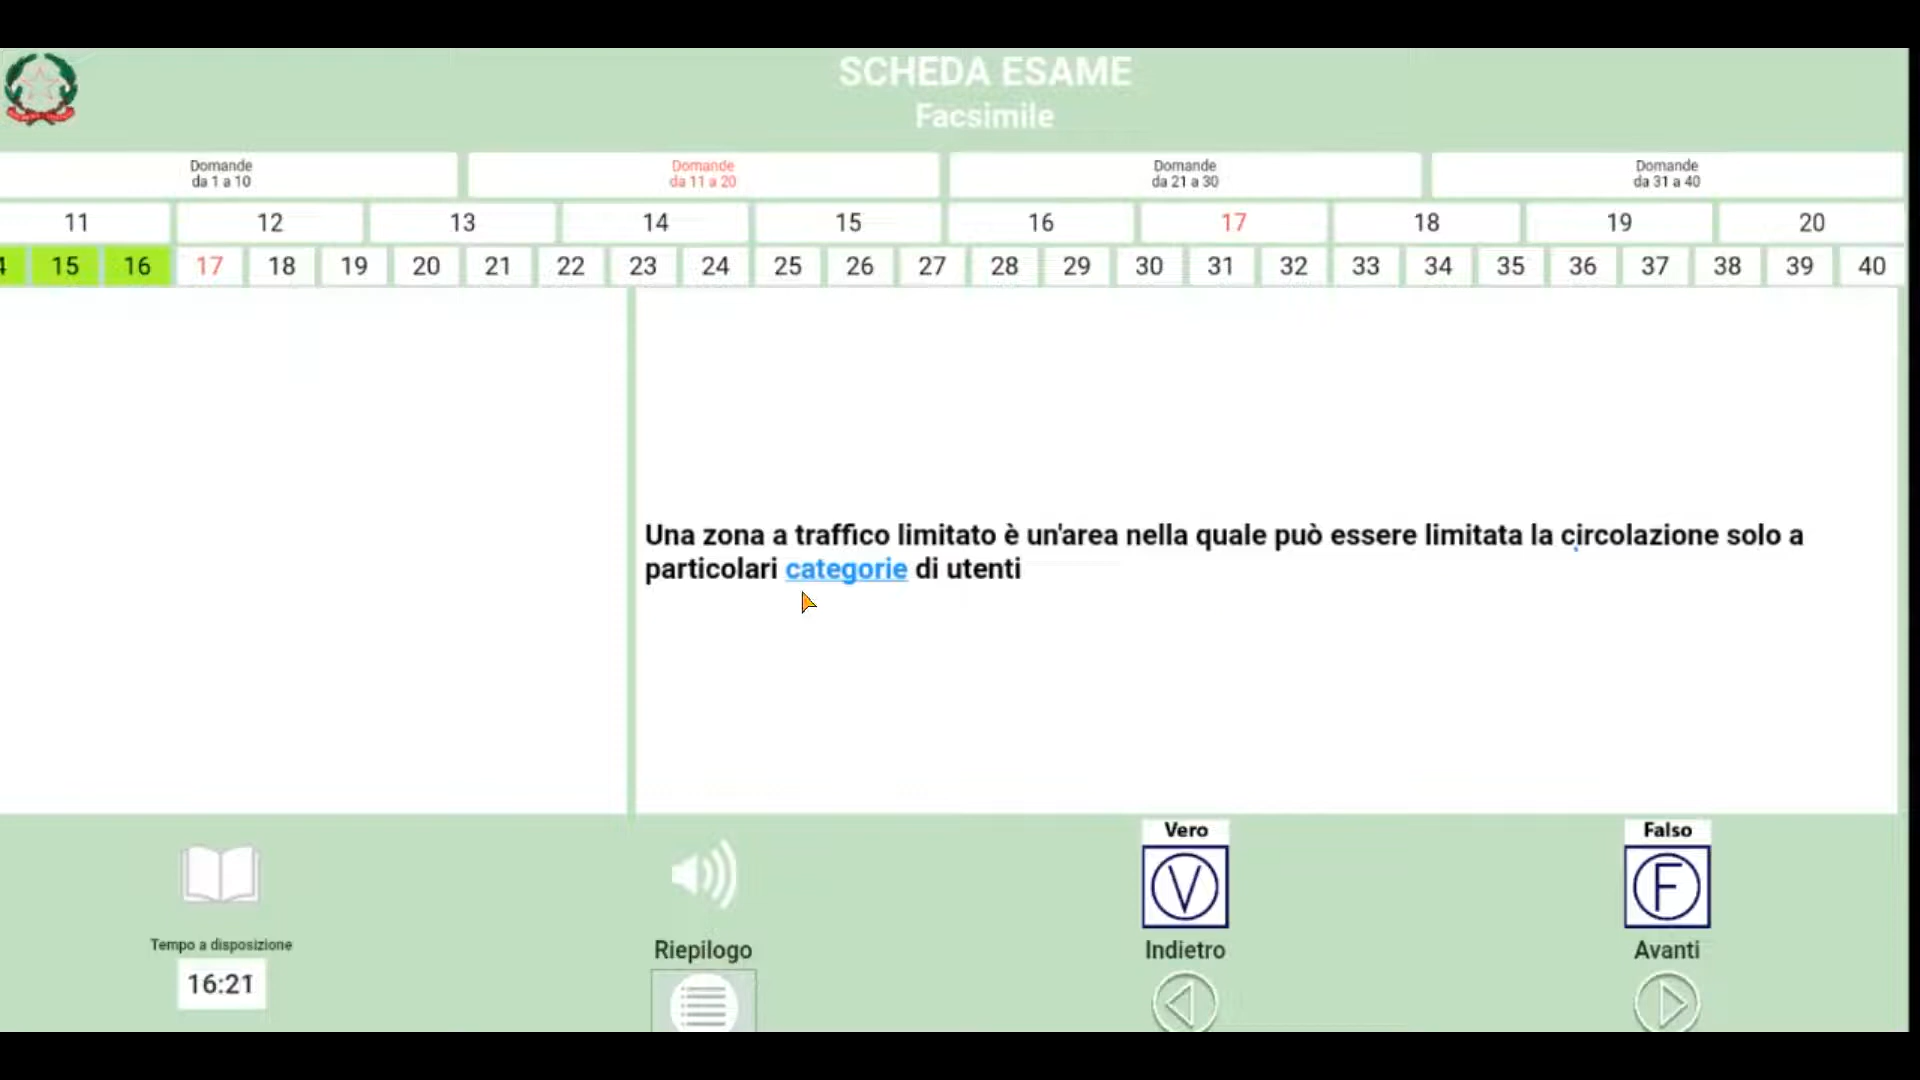 SCHEDA ESAME
Facsimile
Domande
da 1 a 10
Domande
da 11 a 20
Domande
da 21 a 30
Domande
da 31 a 40
11 12 13 14 15 16 17 18 19 20
4 15 16 17 18 19 20 21 22 23 24 25 26 27 28 29 30 31 32 33 34 35 36 37 38 39 40
Una zona a traffico limitato è un'area nella quale può essere limitata la circolazione solo a
particolari categorie di utenti
Vero
V
Falso
F
Tempo a disposizione
16:21
Riepilogo
Indietro
Avanti